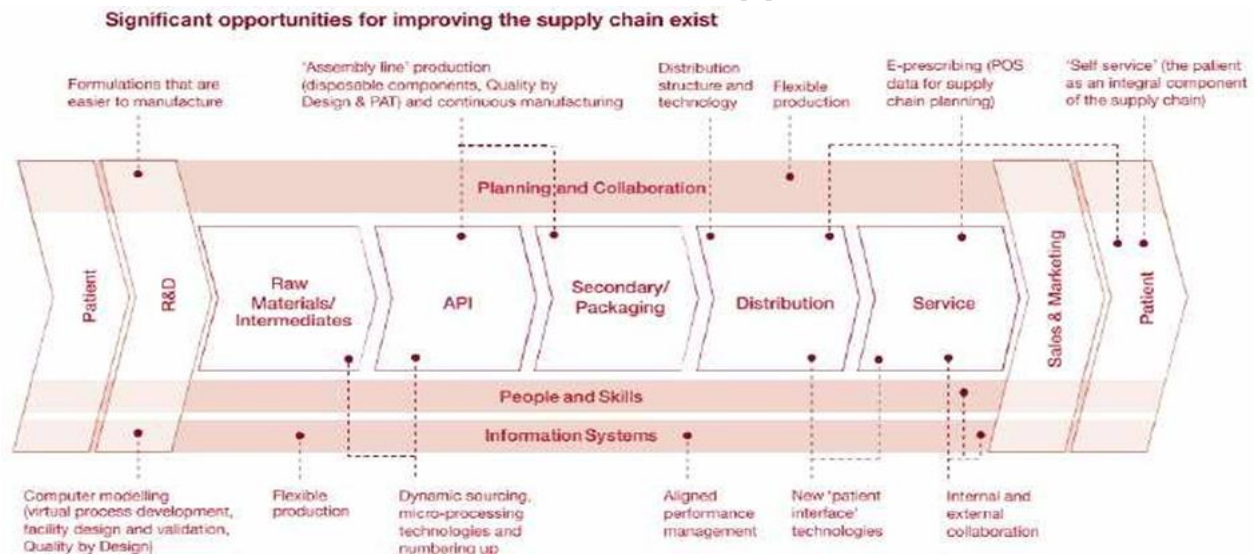 Significant opportunities for improving the supply chain exist
Formulations that are
easier to manufacture
'Assembly line' production
(disposable components, Quality by
Design & PAT) and continuous manufacturing
Distribution
structure and
technology
Flexible
production
E-prescribing (POS
data for supply
chain planning)
'Self service' (the patient
as an integral component
of the supply chain)
Planning and Collaboration
Patient
R&D
Raw
Materials/
Intermediates
API
Secondary/
Packaging
Distribution
Service
Sales & Marketing
Patient
People and Skills
Information Systems
Computer modelling
(virtual process development,
facility design and validation,
Quality by Design)
Flexible
production
Dynamic sourcing,
micro-processing
technologies and
numbering up
Aligned
performance
management
New 'patient
interface'
technologies
Internal and
external
collaboration